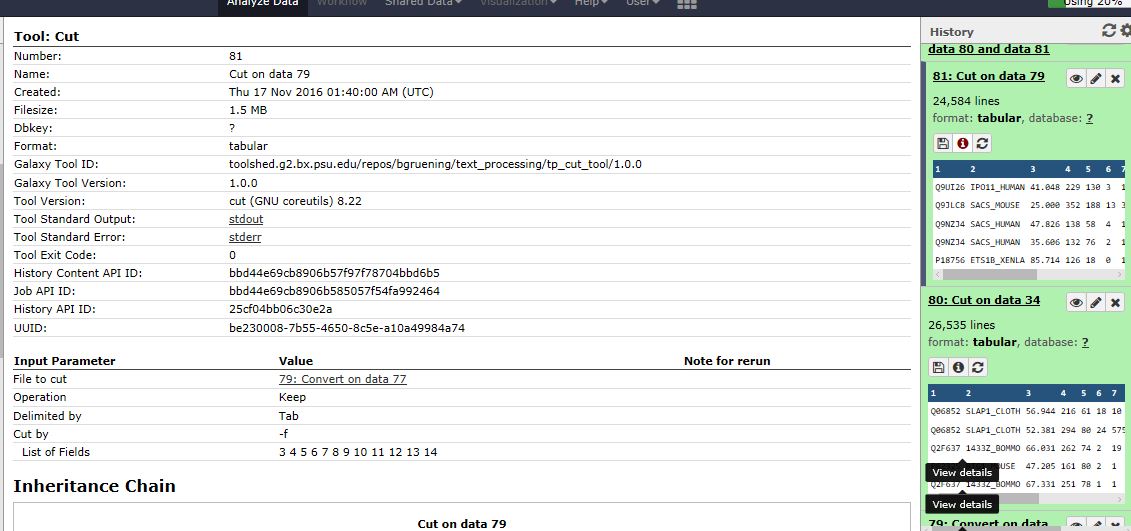 Analyze Data Workflow Shared Data Visualization Help User Using 20%
Tool: Cut
Number: 81
Name: Cut on data 79
Created: Thu 17 Nov 2016 01:40:00 AM (UTC)
Filesize: 1.5 MB
Dbkey: ?
Format: tabular
Galaxy Tool ID: toolshed.g2.bx.psu.edu/repos/bgruening/text_processing/tp_cut_tool/1.0.0
Galaxy Tool Version: 1.0.0
Tool Version: cut (GNU coreutils) 8.22
Tool Standard Output: stdout
Tool Standard Error: stderr
Tool Exit Code: 0
History Content API ID: bbd44e69cb8906b57f97f78704bbd6b5
Job API ID: bbd44e69cb8906b585057f54fa992464
History API ID: 25cf04bb06c30e2a
UUID: be230008-7b55-4650-8c5e-a10a49984a74
Input Parameter Value Note for rerun
File to cut 79: Convert on data 77
Operation Keep
Delimited by Tab
Cut by -f
List of Fields 3 4 5 6 7 8 9 10 11 12 13 14
Inheritance Chain
Cut on data 79
History
data 80 and data 81
81: Cut on data 79
24,584 lines
format: tabular, database: ?
1 2 3 4 5 6 7
Q9UI26 IPO11_HUMAN 41.048 229 130 3 1
Q9JLC8 SACS_MOUSE 25.000 352 188 13 3
Q9NZJ4 SACS_HUMAN 47.826 138 58 4 1
Q9NZJ4 SACS_HUMAN 35.606 132 76 2 1
P18756 ETS1B_XENLA 85.714 126 18 0 1
80: Cut on data 34
26,535 lines
format: tabular, database: ?
1 2 3 4 5 6 7
Q06852 SLAP1_CLOTH 56.944 216 61 18 10
Q06852 SLAP1_CLOTH 52.381 294 80 24 575
Q2F637 1433Z_BOMMO 66.031 262 74 2 19
View details 47.205 161 80 2 1
Q2F637 1433Z_BOMMO 67.331 251 78 1 1
View details
79: Convert on data